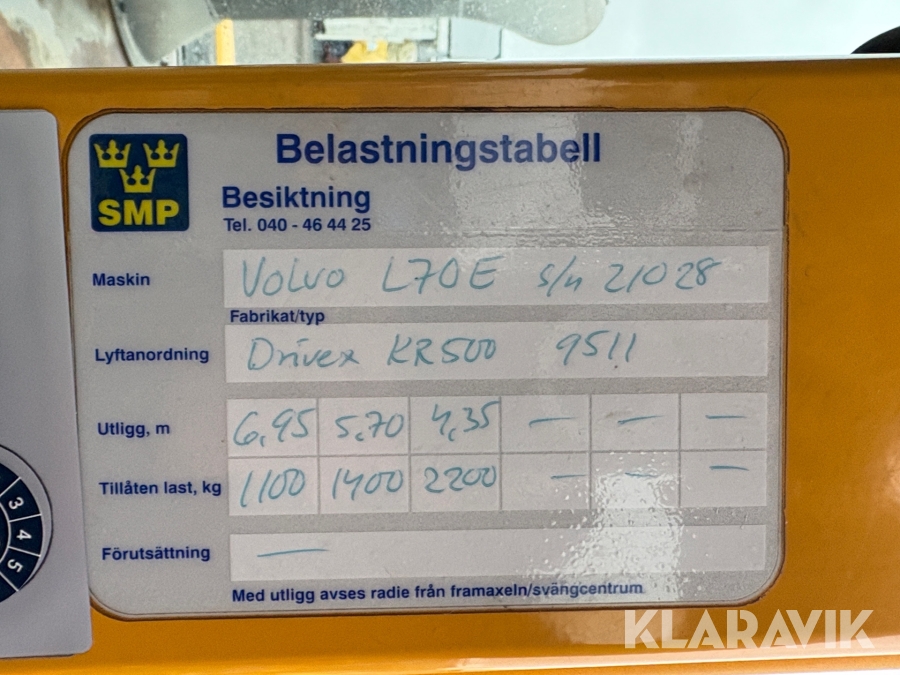 SMP
Belastningstabell
Besiktning
Tel. 040 - 46 44 25
Maskin Volvo L70E s/n 21028
Fabrikat/typ
Lyftanordning Drivex KR500 9511
Utligg, m 6,95 5,70 4,35 — — —
Tillåten last, kg 1100 1400 2200 — — —
Förutsättning —
Med utligg avses radie från framaxeln/svängcentrum
3
4
5
KLARAVIK